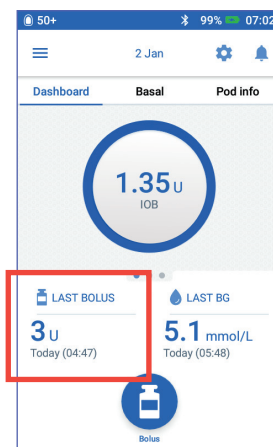 50+ 99% 07:02
2 Jan
Dashboard Basal Pod info
1.35 U
IOB
LAST BOLUS LAST BG
3 U 5.1 mmol/L
Today (04:47) Today (05:48)
Bolus